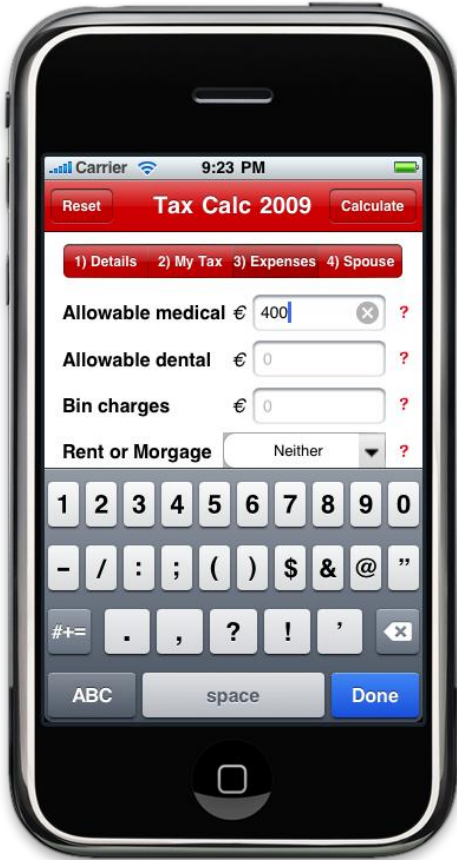 Carrier 9:23 PM
Reset Tax Calc 2009 Calculate
1) Details 2) My Tax 3) Expenses 4) Spouse
Allowable medical € 400 ?
Allowable dental € 0 ?
Bin charges € 0 ?
Rent or Morgage Neither ?
1 2 3 4 5 6 7 8 9 0
- / : ; ( ) $ & @ ”
#+= . , ? ! ’
ABC space Done